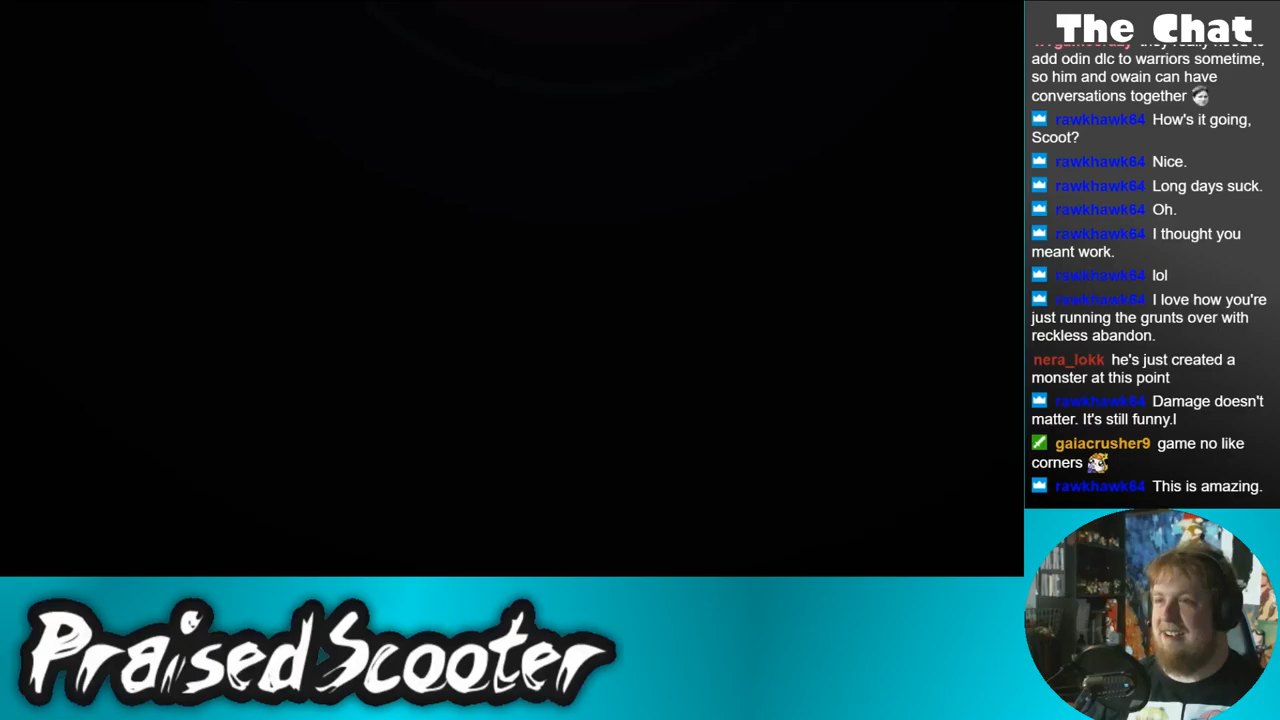 The Chat
add odin dlc to warriors sometime,
so him and owain can have
conversations together
rawkhawk64 How's it going,
Scoot?
rawkhawk64 Nice.
rawkhawk64 Long days suck.
rawkhawk64 Oh.
rawkhawk64 I thought you
meant work.
rawkhawk64 lol
rawkhawk64 I love how you're
just running the grunts over with
reckless abandon.
nera_lokk he's just created a
monster at this point
rawkhawk64 Damage doesn't
matter. It's still funny.I
gaiacrusher9 game no like
corners
rawkhawk64 This is amazing.
PraisedScooter